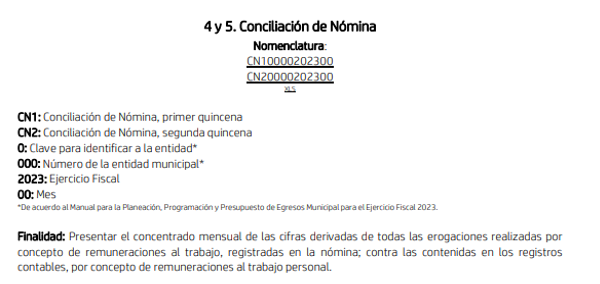 4 y 5. Conciliación de Nómina
Nomenclatura:
CN10000202300
CN20000202300
XLS
CN1: Conciliación de Nómina, primer quincena
CN2: Conciliación de Nómina, segunda quincena
0: Clave para identificar a la entidad*
000: Número de la entidad municipal*
2023: Ejercicio Fiscal
00: Mes
*De acuerdo al Manual para la Planeación, Programación y Presupuesto de Egresos Municipal para el Ejercicio Fiscal 2023.
Finalidad: Presentar el concentrado mensual de las cifras derivadas de todas las erogaciones realizadas por
concepto de remuneraciones al trabajo, registradas en la nómina; contra las contenidas en los registros
contables, por concepto de remuneraciones al trabajo personal.